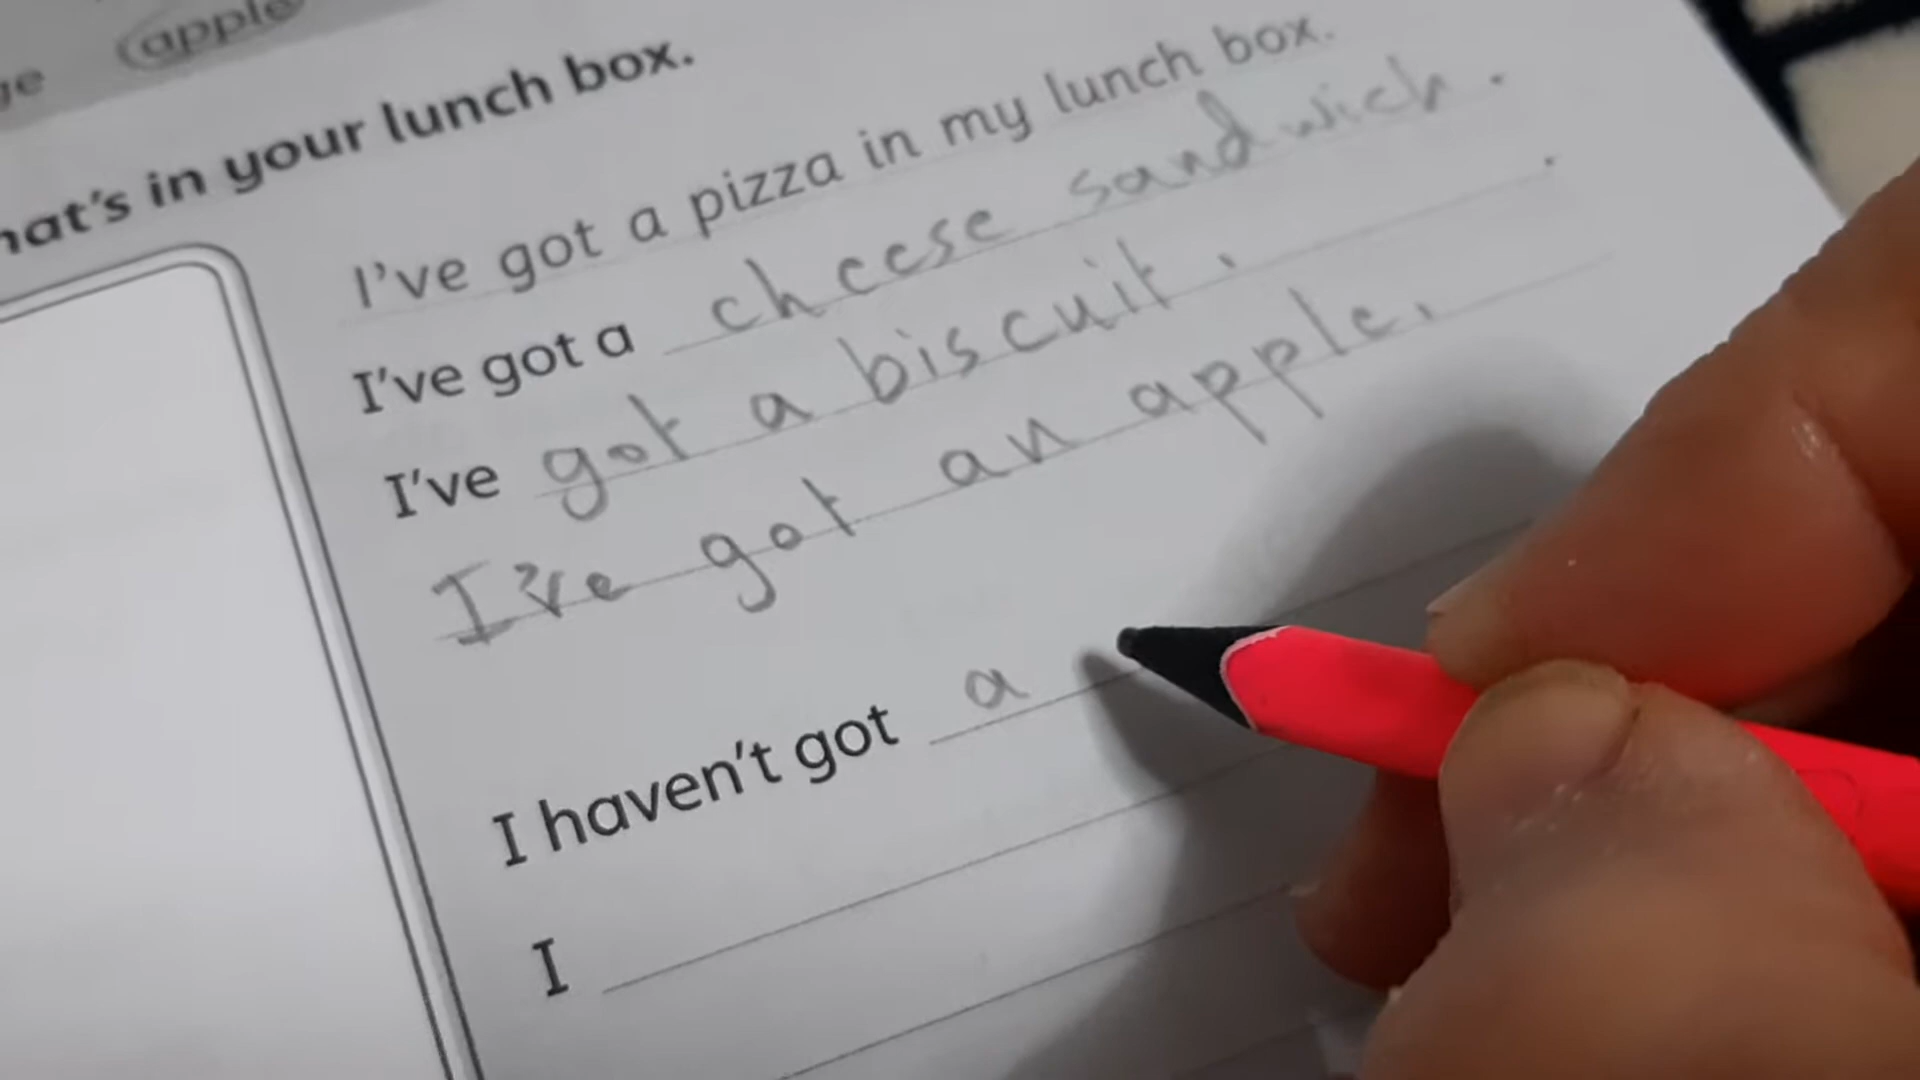 apple
hat's in your lunch box.
I've got a pizza in my lunch box.
I've got a cheese sandwich.
I've got a biscuit. .
I've got an apple.
I haven't got a
I